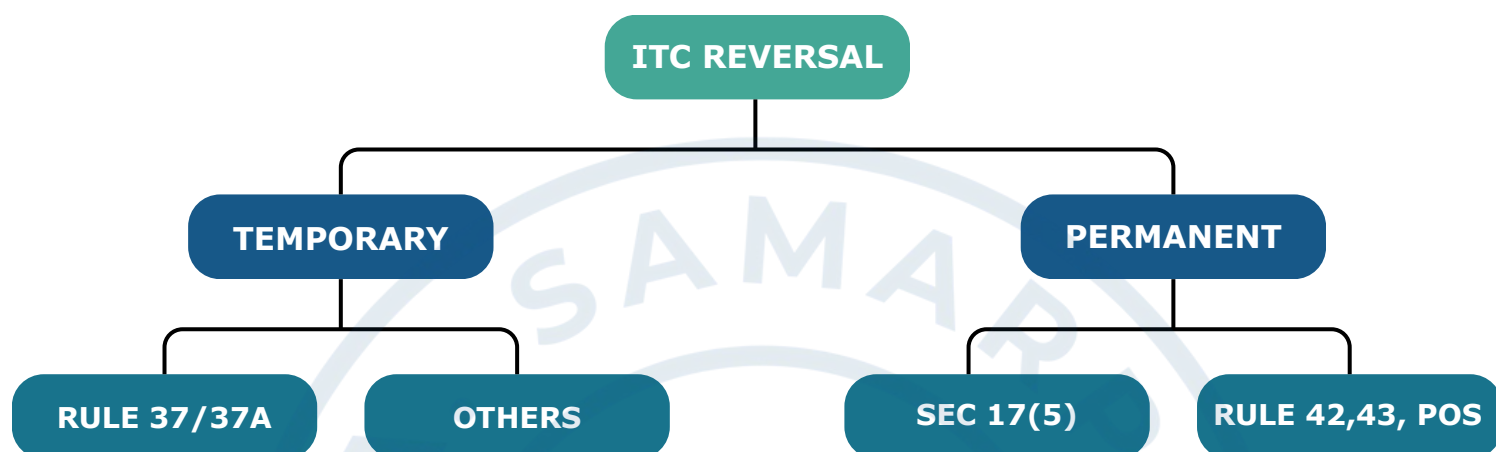 ITC REVERSAL
TEMPORARY
PERMANENT
RULE 37/37A
OTHERS
SEC 17(5)
RULE 42,43, POS